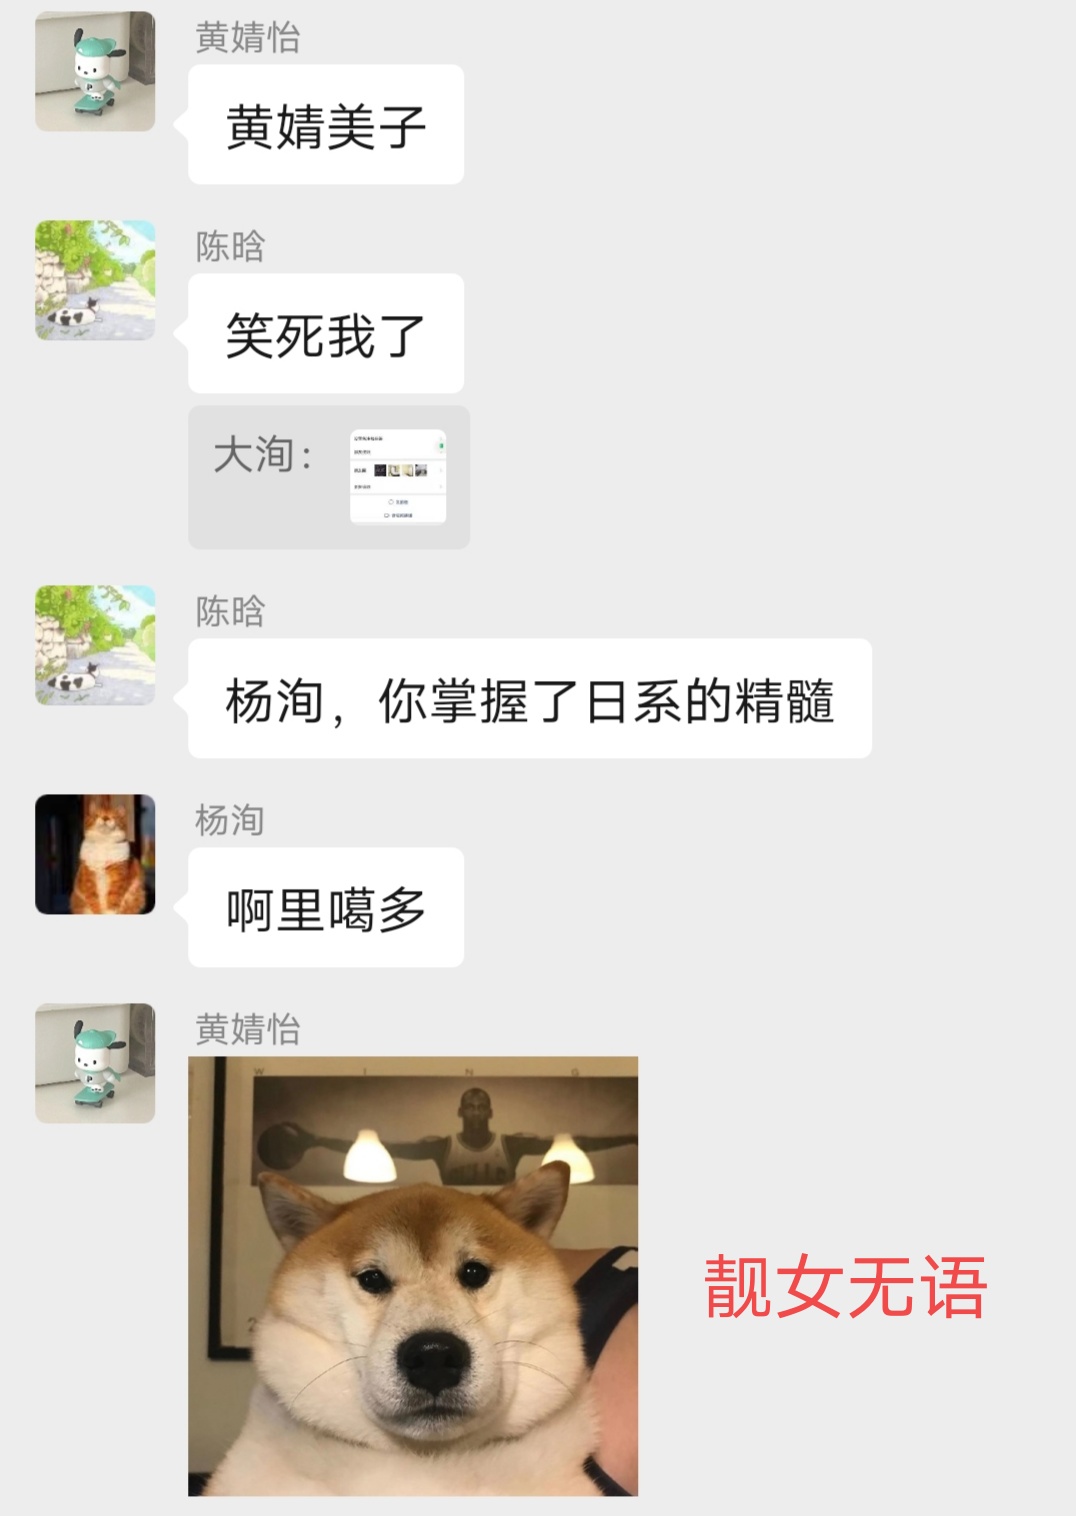 黄婧怡
黄婧美子
陈晗
笑死我了
大洵：
陈晗
杨洵，你掌握了日系的精髓
杨洵
啊里噶多
黄婧怡
W I N G
靓女无语